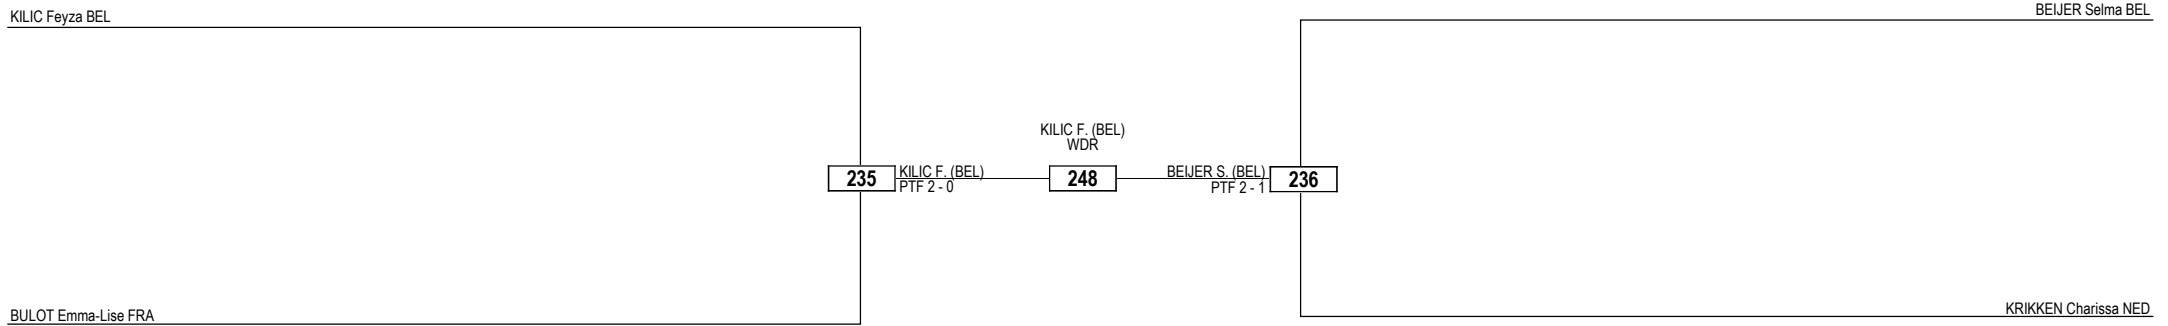 KILIC Feyza BEL
BEIJER Selma BEL
KILIC F. (BEL)
WDR
235
KILIC F. (BEL)
PTF 2 - 0
248
BEIJER S. (BEL)
PTF 2 - 1
236
BULOT Emma-Lise FRA
KRIKKEN Charissa NED